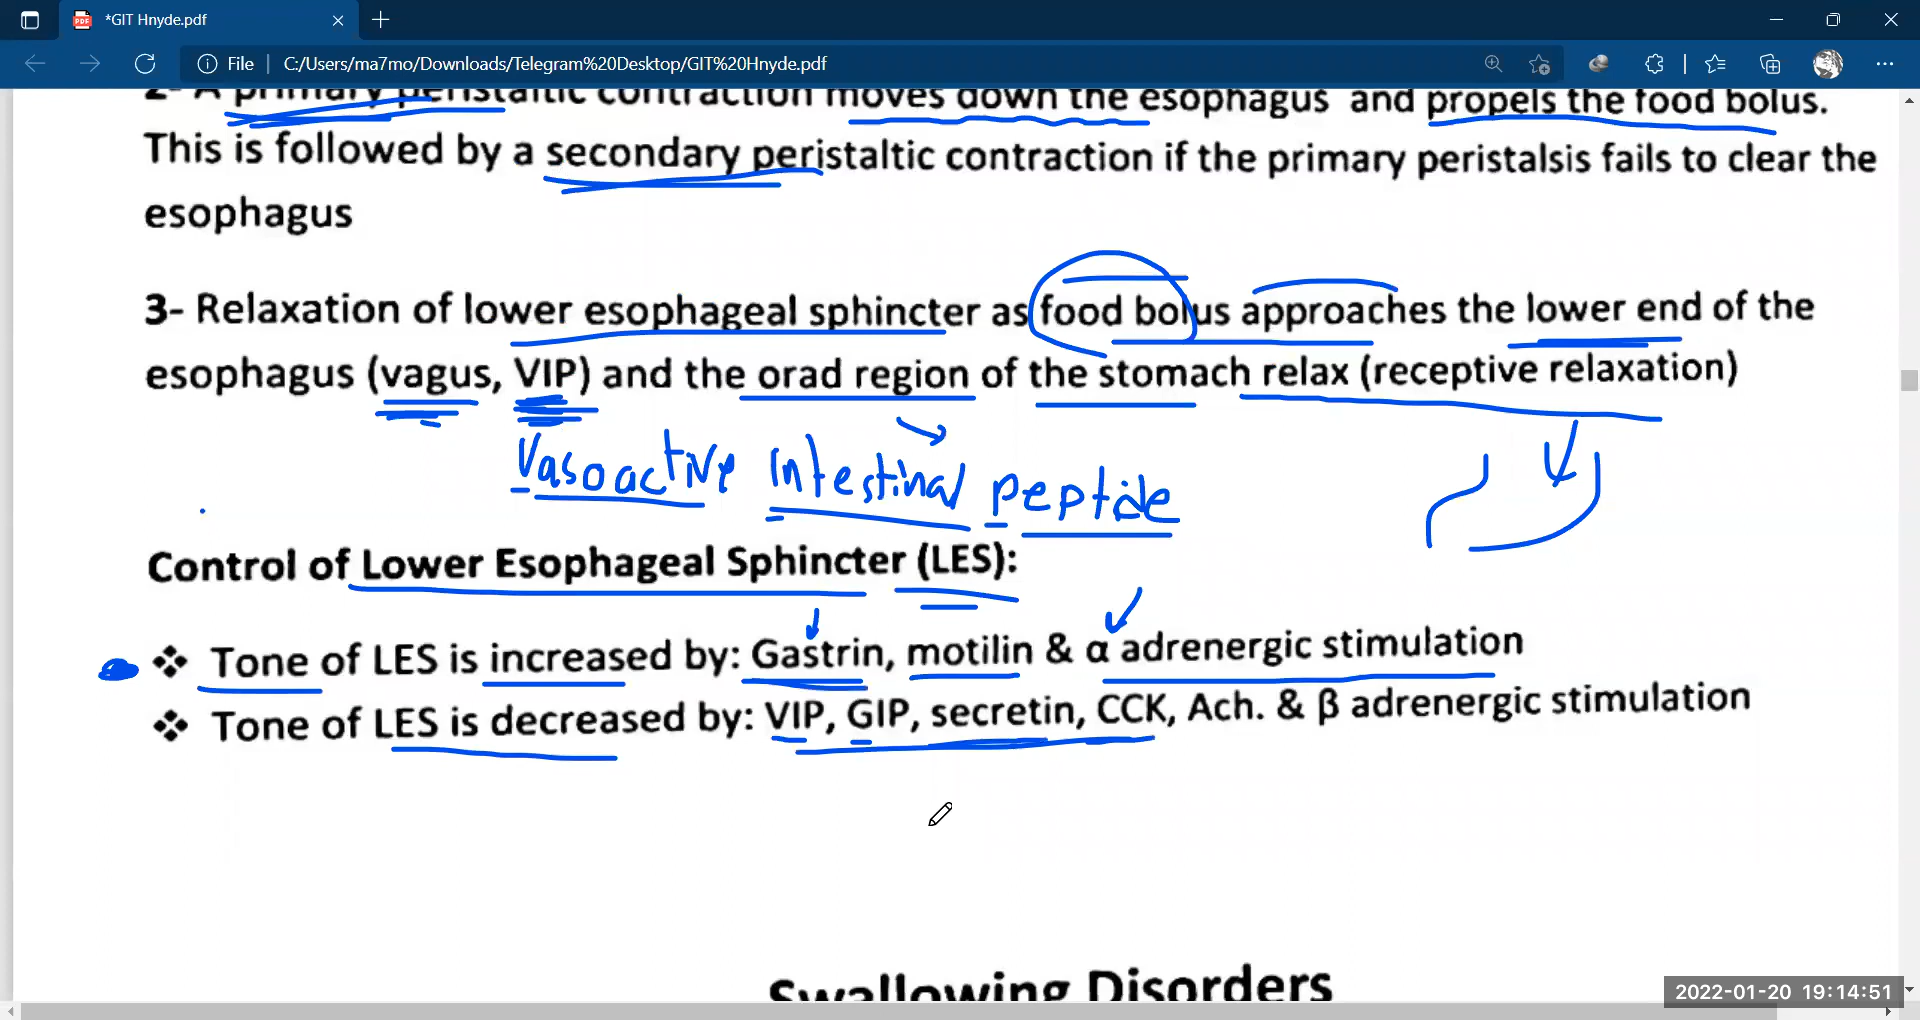 *GIT Hnyde.pdf
File | C:/Users/ma7mo/Downloads/Telegram%20Desktop/GIT%20Hnyde.pdf
2- A primary peristaltic contraction moves down the esophagus and propels the food bolus.
This is followed by a secondary peristaltic contraction if the primary peristalsis fails to clear the
esophagus
3- Relaxation of lower esophageal sphincter as food bolus approaches the lower end of the
esophagus (vagus, VIP) and the orad region of the stomach relax (receptive relaxation)
Vasoactive intestinal peptide
Control of Lower Esophageal Sphincter (LES):
❖ Tone of LES is increased by: Gastrin, motilin & α adrenergic stimulation
❖ Tone of LES is decreased by: VIP, GIP, secretin, CCK, Ach. & β adrenergic stimulation
Swallowing Disorders
2022-01-20 19:14:51